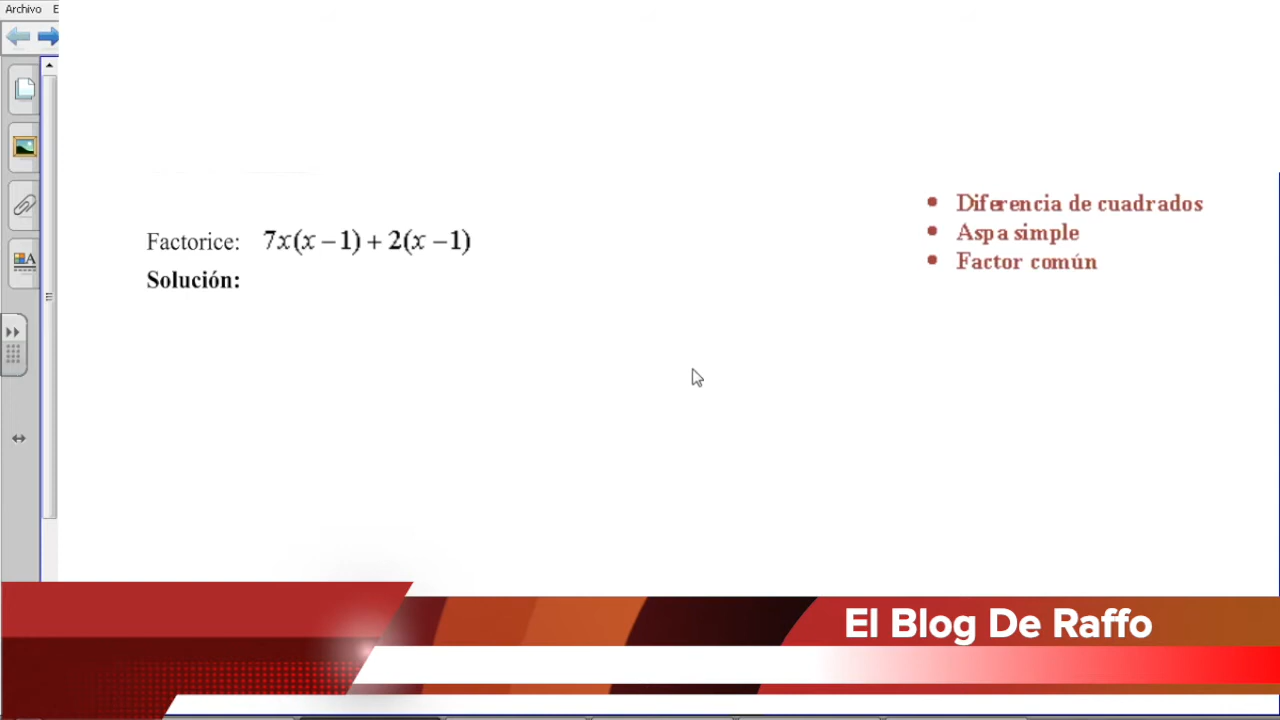 Archivo
Factorice: 7x(x – 1) + 2(x – 1)
Solución:
• Diferencia de cuadrados
• Aspa simple
• Factor común
El Blog De Raffo